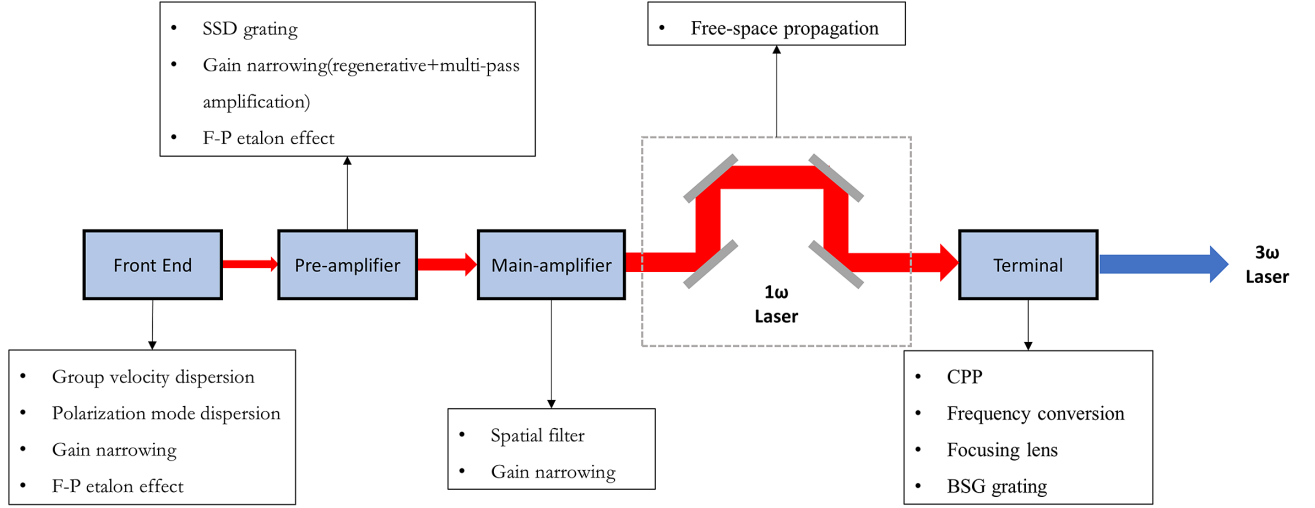 • SSD grating
• Gain narrowing(regenerative+multi-pass
amplification)
• F-P etalon effect
• Free-space propagation
Front End
Pre-amplifier
Main-amplifier
1ω
Laser
Terminal
3ω
Laser
• Group velocity dispersion
• Polarization mode dispersion
• Gain narrowing
• F-P etalon effect
• Spatial filter
• Gain narrowing
• CPP
• Frequency conversion
• Focusing lens
• BSG grating